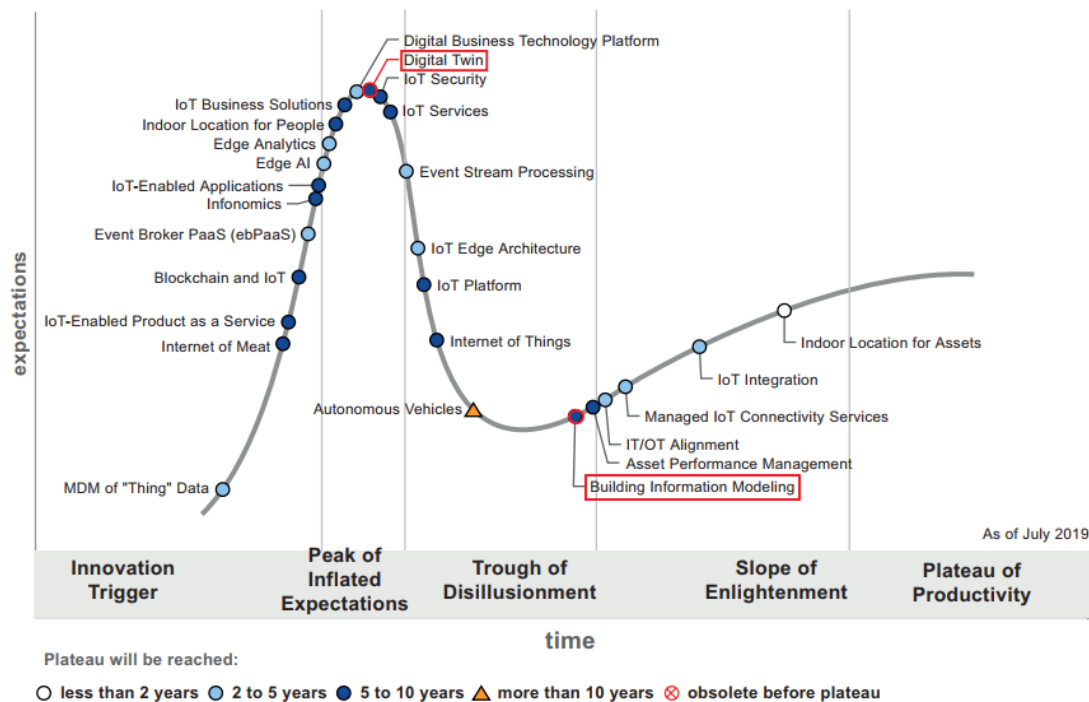 Digital Business Technology Platform
Digital Twin
IoT Security
IoT Business Solutions
IoT Services
Indoor Location for People
Edge Analytics
Edge AI
Event Stream Processing
IoT-Enabled Applications
Infonomics
Event Broker PaaS (ebPaaS)
IoT Edge Architecture
Blockchain and IoT
IoT Platform
IoT-Enabled Product as a Service
Internet of Meat
Internet of Things
Indoor Location for Assets
IoT Integration
Autonomous Vehicles
Managed IoT Connectivity Services
IT/OT Alignment
Asset Performance Management
Building Information Modeling
MDM of "Thing" Data
expectations
As of July 2019
Innovation
Trigger
Peak of
Inflated
Expectations
Trough of
Disillusionment
Slope of
Enlightenment
Plateau of
Productivity
time
Plateau will be reached:
less than 2 years
2 to 5 years
5 to 10 years
more than 10 years
obsolete before plateau